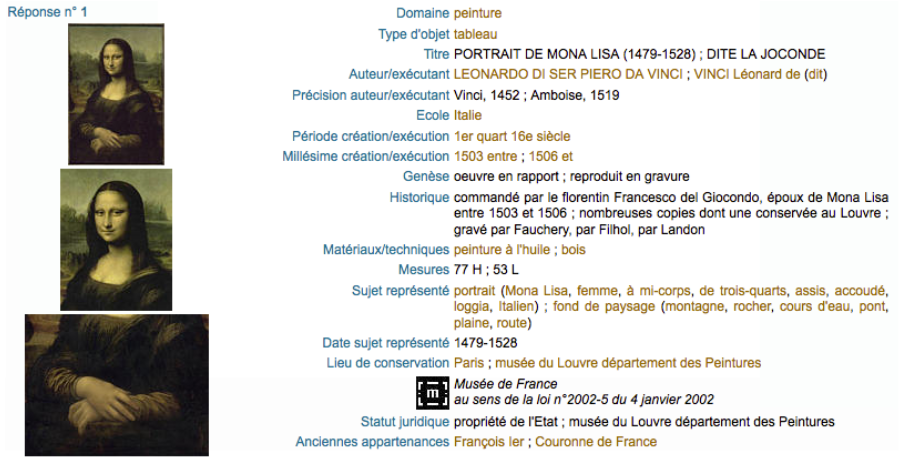 Réponse n° 1
Domaine peinture
Type d'objet tableau
Titre PORTRAIT DE MONA LISA (1479-1528) ; DITE LA JOCONDE
Auteur/exécutant LEONARDO DI SER PIERO DA VINCI ; VINCI Léonard de (dit)
Précision auteur/exécutant Vinci, 1452 ; Amboise, 1519
Ecole Italie
Période création/exécution 1er quart 16e siècle
Millésime création/exécution 1503 entre ; 1506 et
Genèse oeuvre en rapport ; reproduit en gravure
Historique commandé par le florentin Francesco del Giocondo, époux de Mona Lisa
entre 1503 et 1506 ; nombreuses copies dont une conservée au Louvre ;
gravé par Fauchery, par Filhol, par Landon
Matériaux/techniques peinture à l'huile ; bois
Mesures 77 H ; 53 L
Sujet représenté portrait (Mona Lisa, femme, à mi-corps, de trois-quarts, assis, accoudé,
loggia, Italien) ; fond de paysage (montagne, rocher, cours d'eau, pont,
plaine, route)
Date sujet représenté 1479-1528
Lieu de conservation Paris ; musée du Louvre département des Peintures
m Musée de France
au sens de la loi n°2002-5 du 4 janvier 2002
Statut juridique propriété de l'Etat ; musée du Louvre département des Peintures
Anciennes appartenances François Ier ; Couronne de France